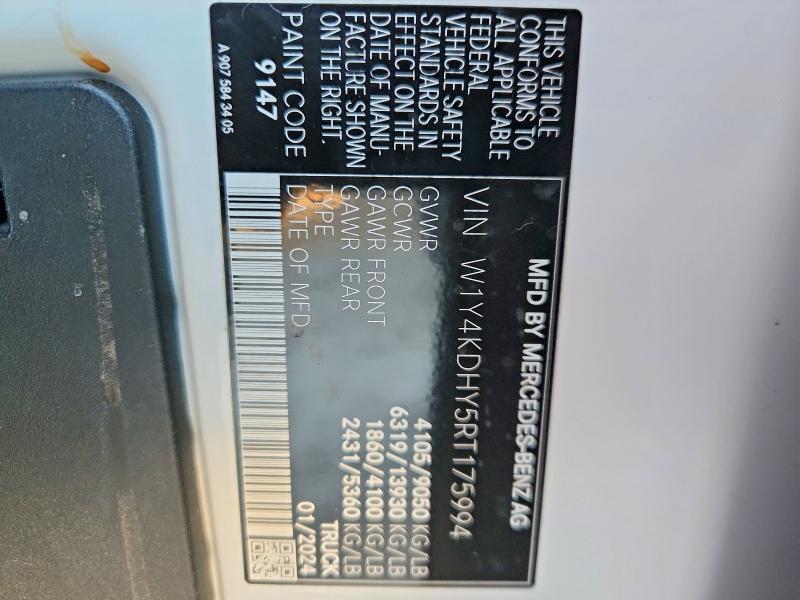 THIS VEHICLE
CONFORMS TO
ALL APPLICABLE
FEDERAL
VEHICLE SAFETY
STANDARDS IN
EFFECT ON THE
DATE OF MANU-
FACTURE SHOWN
ON THE RIGHT.
PAINT CODE
9147
A 907 584 34 05
MFD BY MERCEDES-BENZ AG
VIN W1Y4KDHY5RT175994
GVWR 4105/9050 KG/LB
GCWR 6319/13930 KG/LB
GAWR FRONT 1860/4100 KG/LB
GAWR REAR 2431/5360 KG/LB
TYPE TRUCK
DATE OF MFD 01/2024